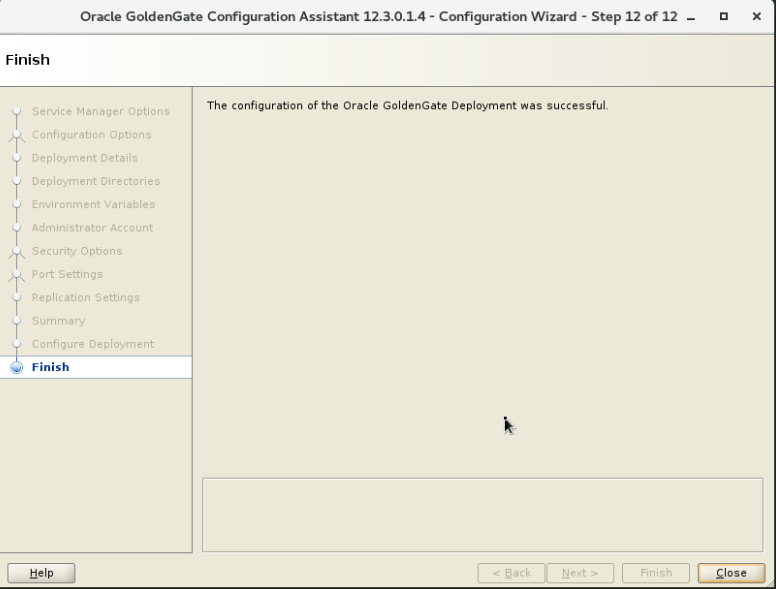 Oracle GoldenGate Configuration Assistant 12.3.0.1.4 - Configuration Wizard - Step 12 of 12
Finish
Service Manager Options
Configuration Options
Deployment Details
Deployment Directories
Environment Variables
Administrator Account
Security Options
Port Settings
Replication Settings
Summary
Configure Deployment
Finish
The configuration of the Oracle GoldenGate Deployment was successful.
Help
< Back
Next >
Finish
Close